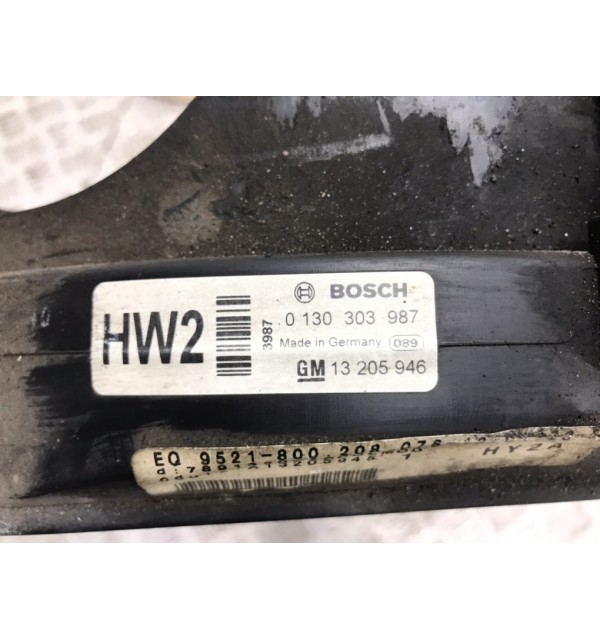 BOSCH
HW2
3987
0 130 303 987
Made in Germany 089
GM 13 205 946
EQ 9521-800 208 076
HYZA